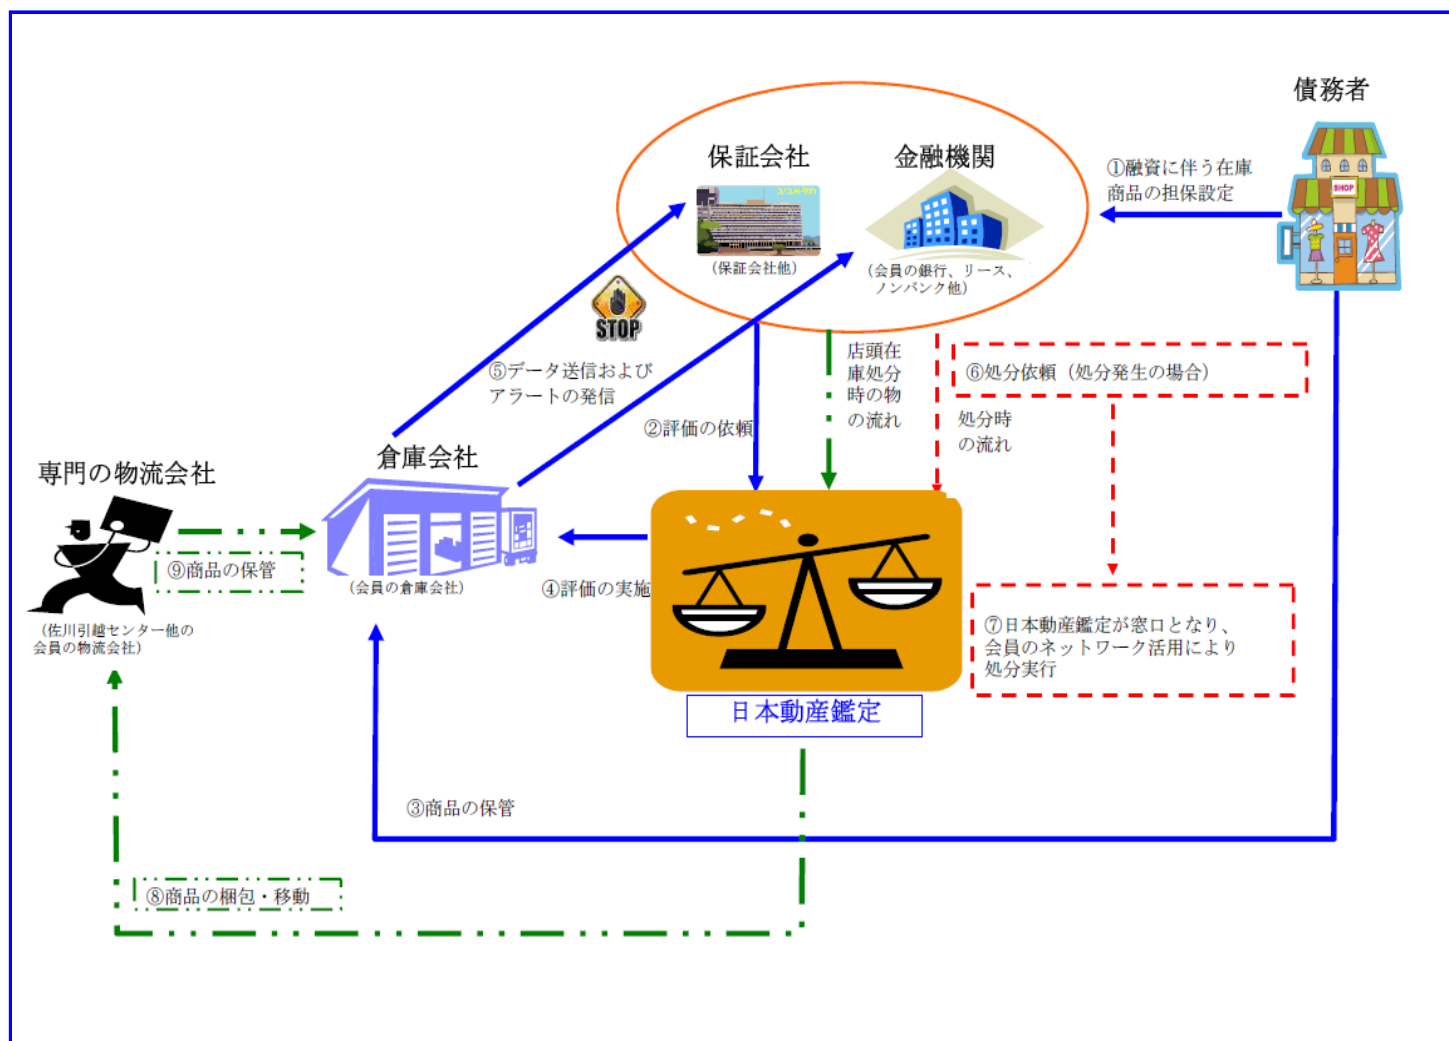 債務者
保証会社
金融機関
①融資に伴う在庫
商品の担保設定
SHOP
תל-אביב
(保証会社他)
(会員の銀行、リース、
ノンバンク他)
STOP
⑤データ送信および
アラートの発信
店頭在
庫処分
時の物
の流れ
⑥処分依頼(処分発生の場合)
処分時
の流れ
②評価の依頼
専門の物流会社
倉庫会社
⑨商品の保管
(会員の倉庫会社)
④評価の実施
(佐川引越センター他の
会員の物流会社)
⑦日本動産鑑定が窓口となり、
会員のネットワーク活用により
処分実行
日本動産鑑定
③商品の保管
⑧商品の梱包・移動